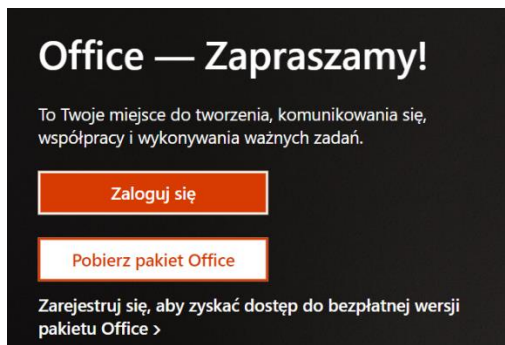 Office — Zapraszamy!
To Twoje miejsce do tworzenia, komunikowania się,
współpracy i wykonywania ważnych zadań.
Zaloguj się
Pobierz pakiet Office
Zarejestruj się, aby zyskać dostęp do bezpłatnej wersji
pakietu Office >